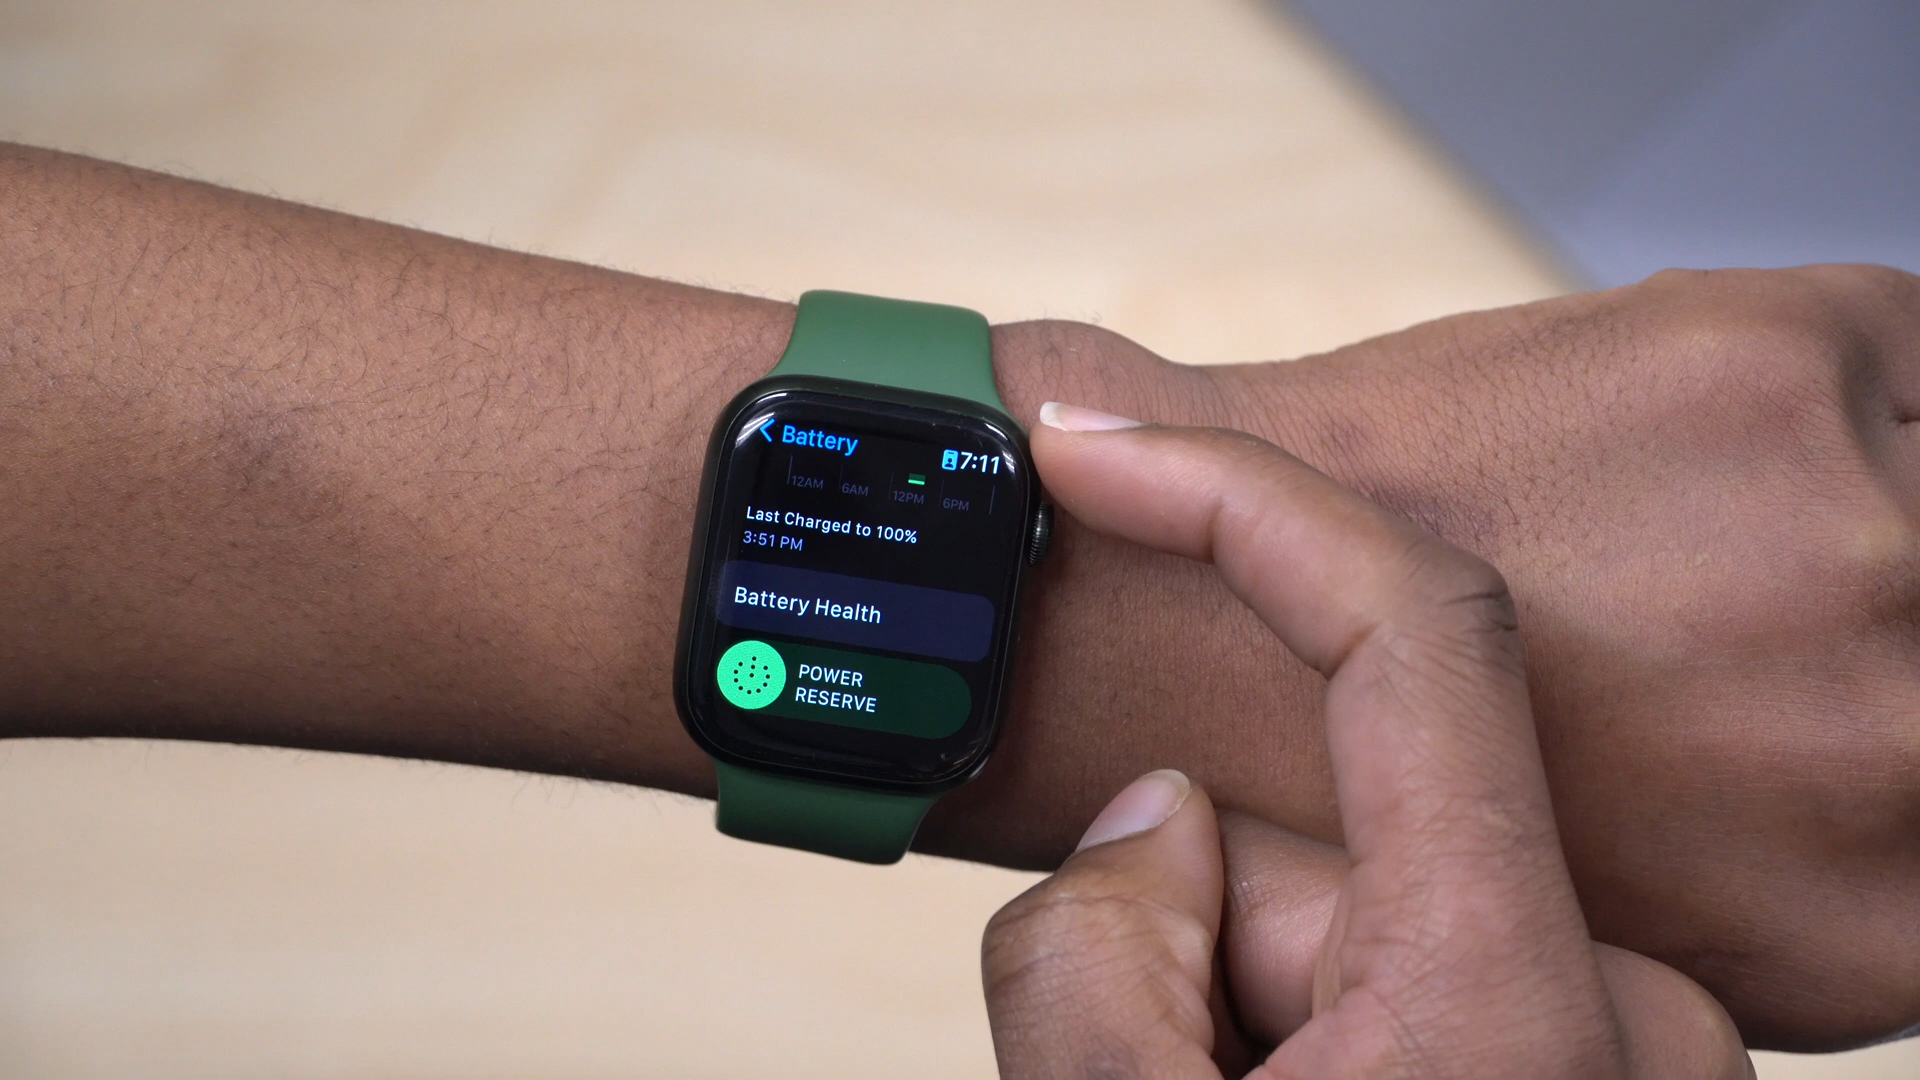 Battery
7:11
12AM 6AM 12PM 6PM
Last Charged to 100%
3:51 PM
Battery Health
POWER
RESERVE